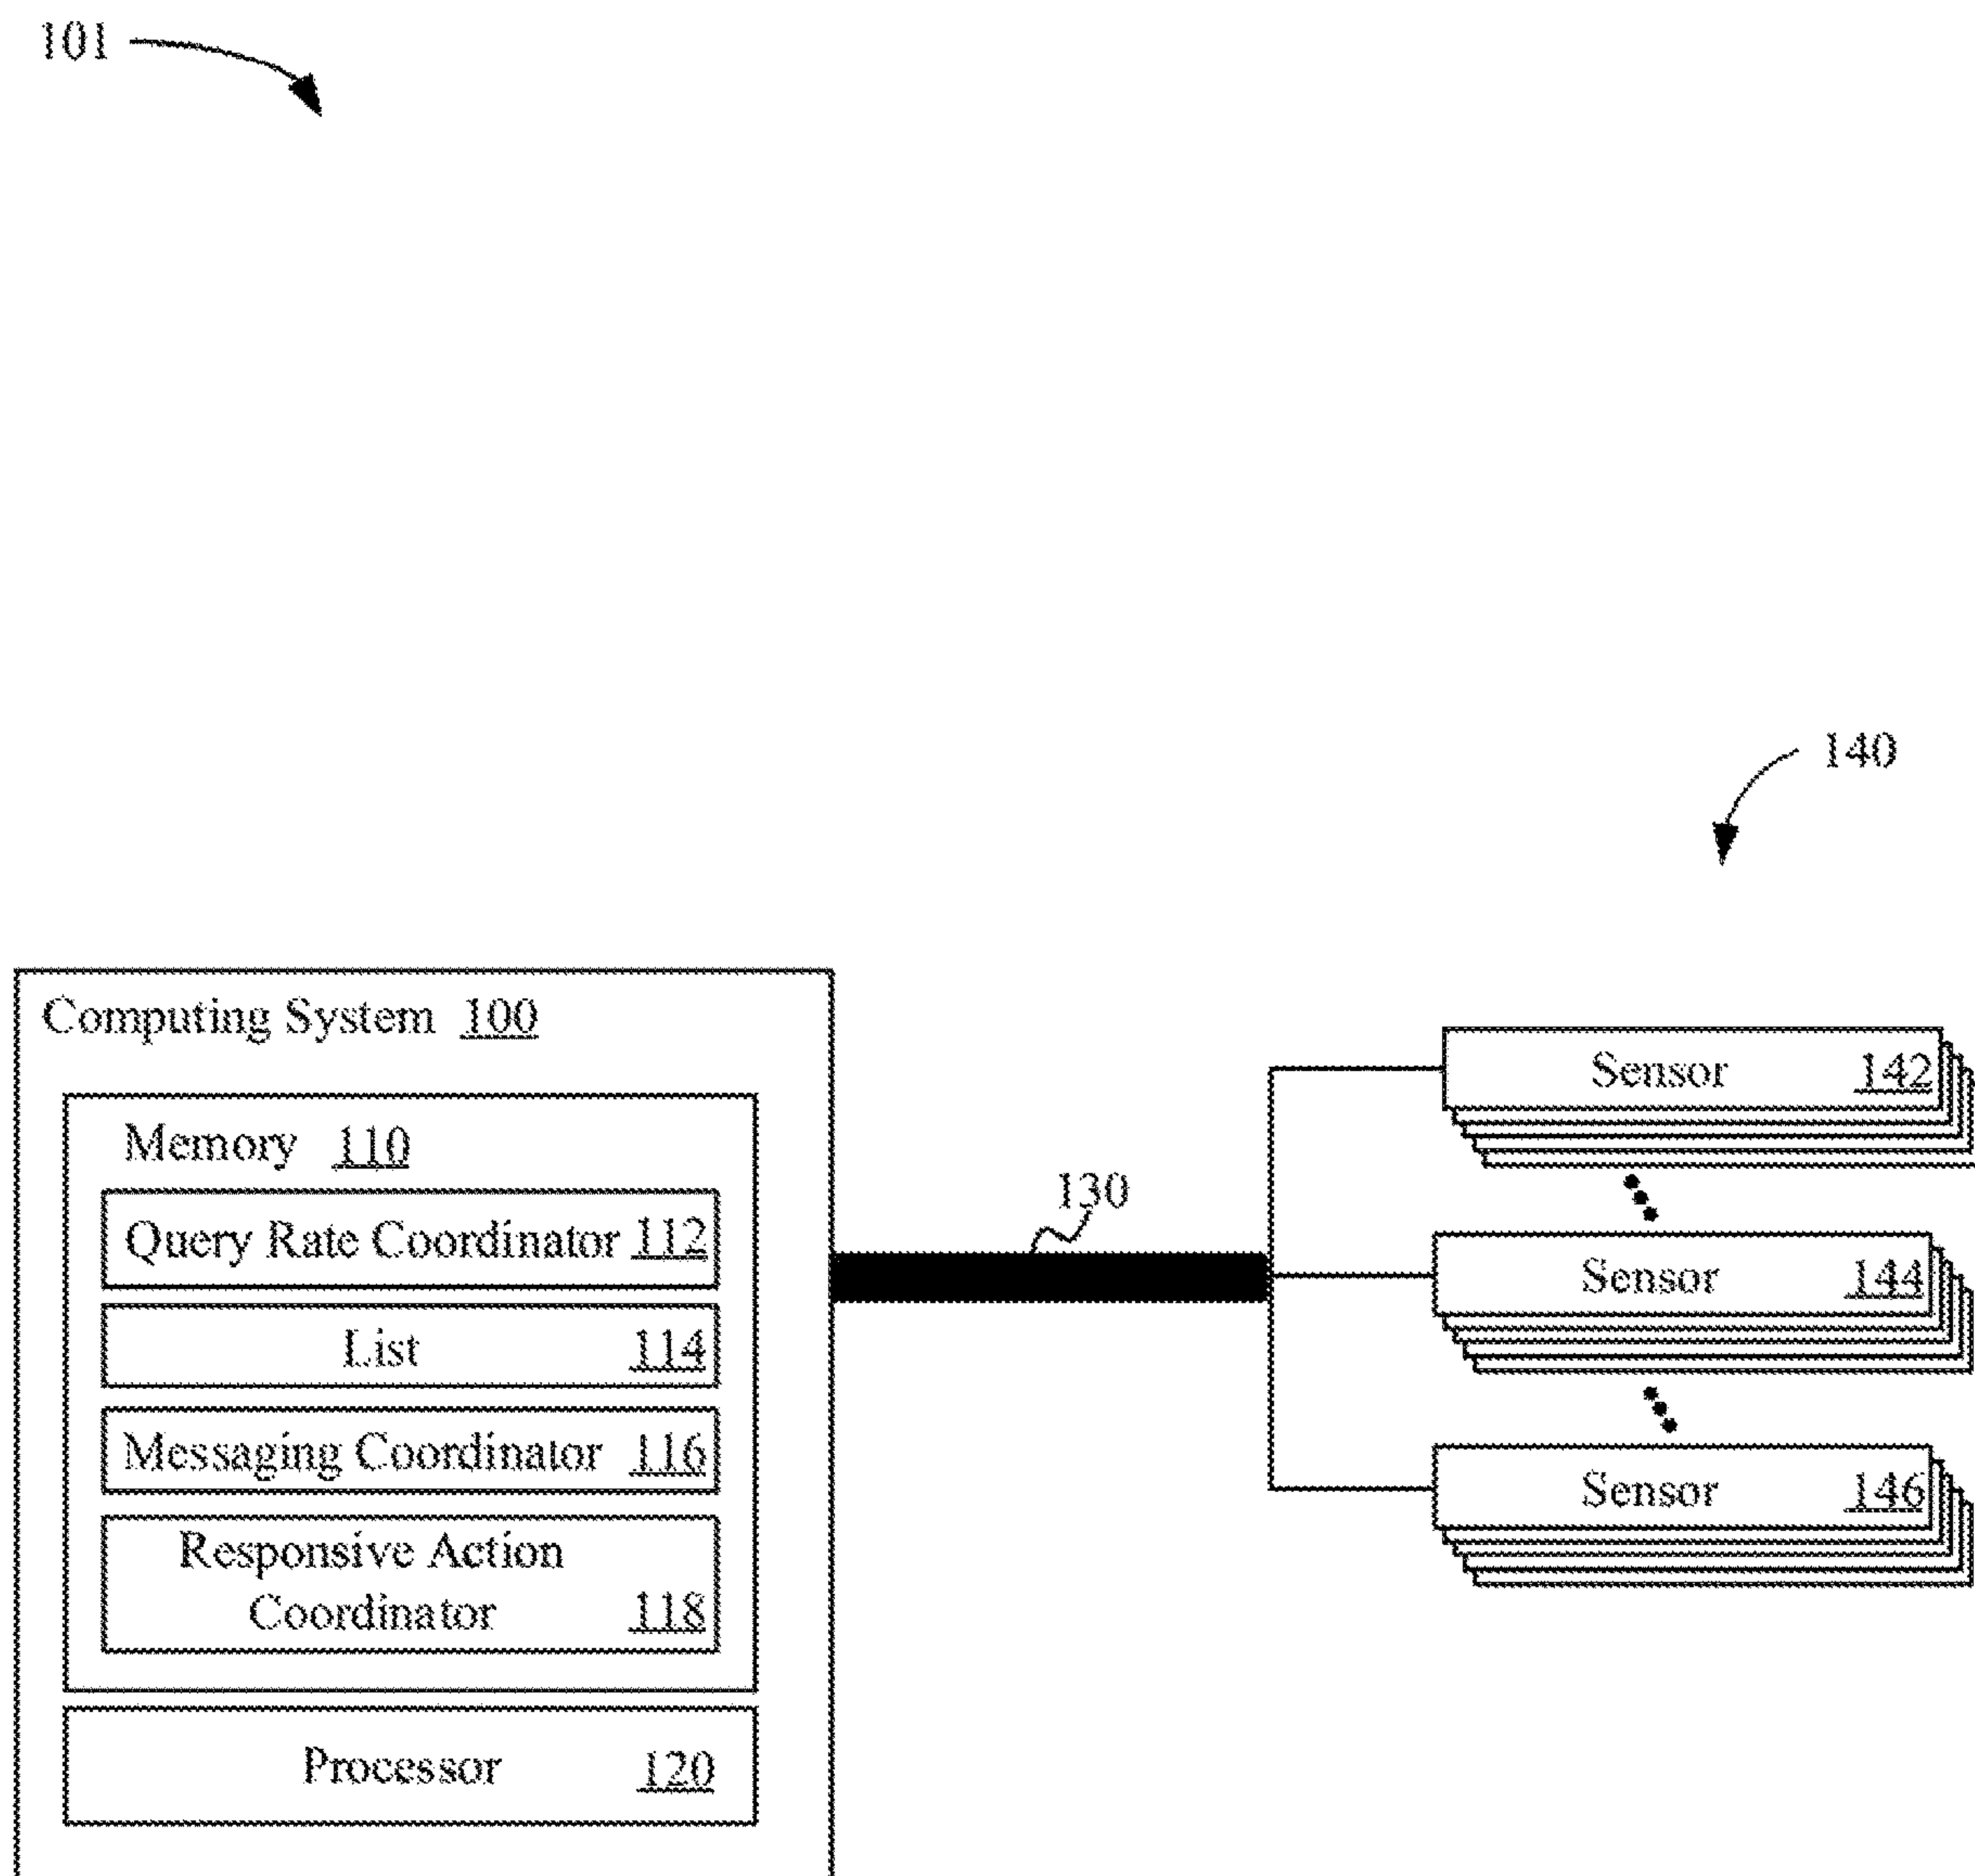 101
140
Computing System 100
Memory 110
Query Rate Coordinator 112
List 114
Messaging Coordinator 116
Responsive Action
Coordinator 118
Processor 120
130
Sensor 142
Sensor 144
Sensor 146